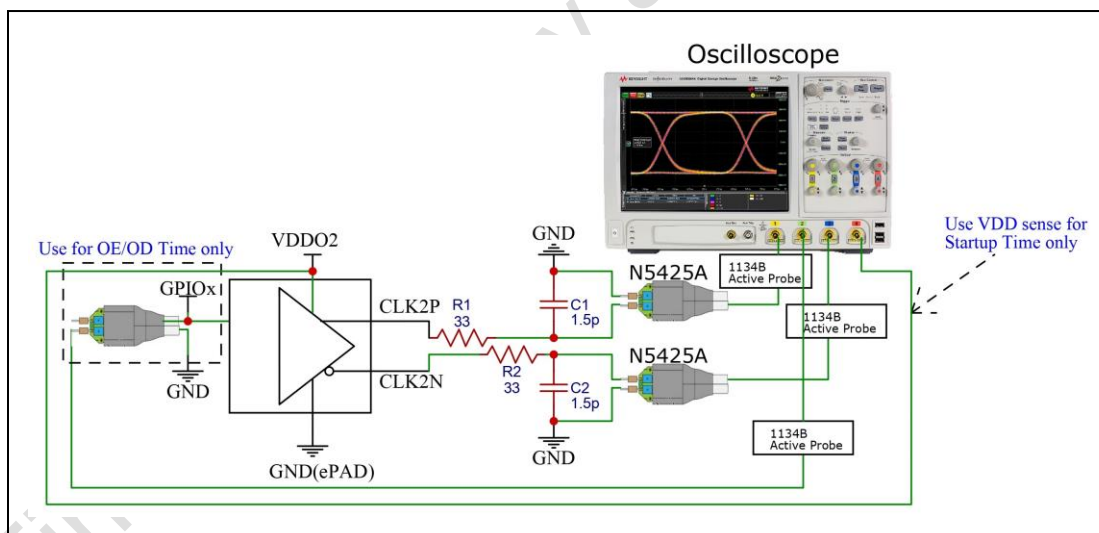 Oscilloscope
KEYSIGHT
Use VDD sense for
Startup Time only
Use for OE/OD Time only
VDDO2
GND
GPIOx
N5425A
1134B
Active Probe
CLK2P
R1
33
C1
1.5p
1134B
Active Probe
GND
CLK2N
R2
33
C2
1.5p
N5425A
1134B
Active Probe
GND(ePAD)
GND